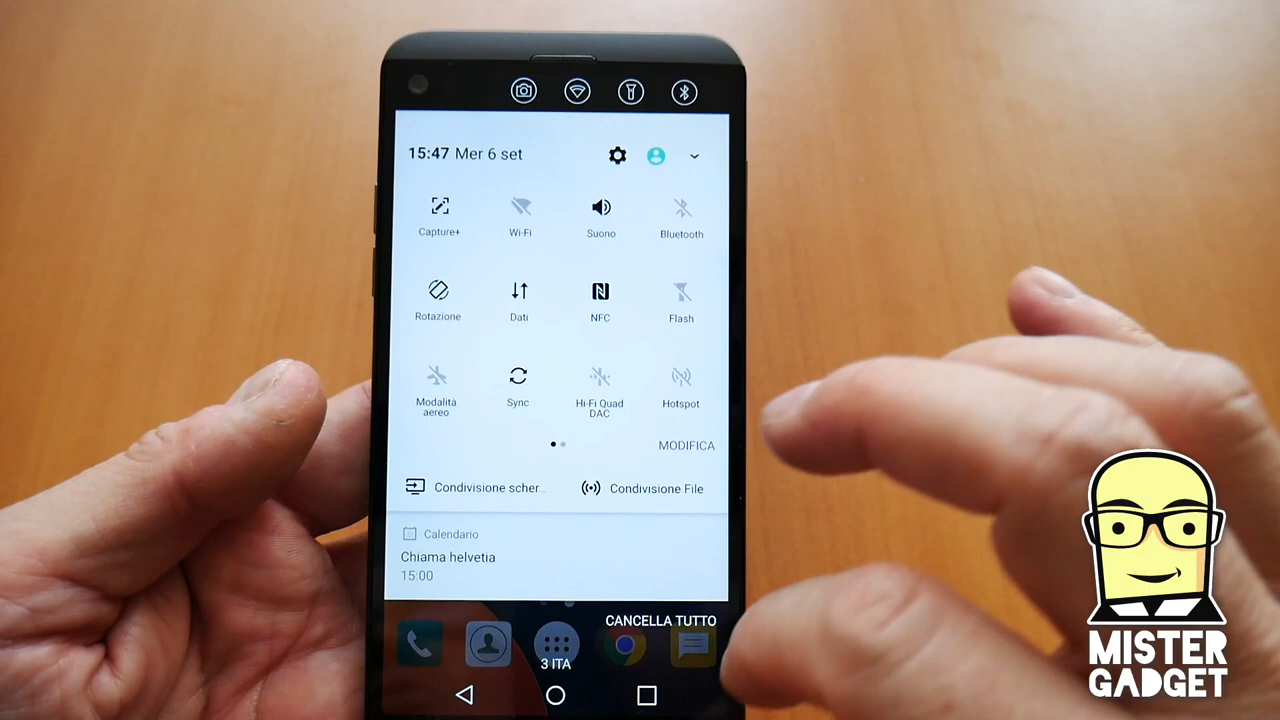 15:47 Mer 6 set
Capture+
Wi-Fi
Suono
Bluetooth
Rotazione
Dati
NFC
Flash
Modalità
aereo
Sync
Hi-Fi Quad
DAC
Hotspot
MODIFICA
Condivisione scher...
Condivisione File
Calendario
Chiama helvetia
15:00
CANCELLA TUTTO
3 ITA
MISTER
GADGET